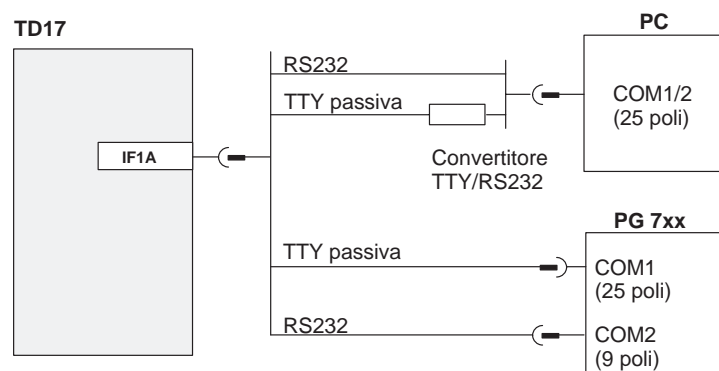 TD17
PC
RS232
TTY passiva
COM1/2
(25 poli)
IF1A
Convertitore
TTY/RS232
PG 7xx
TTY passiva
COM1
(25 poli)
RS232
COM2
(9 poli)